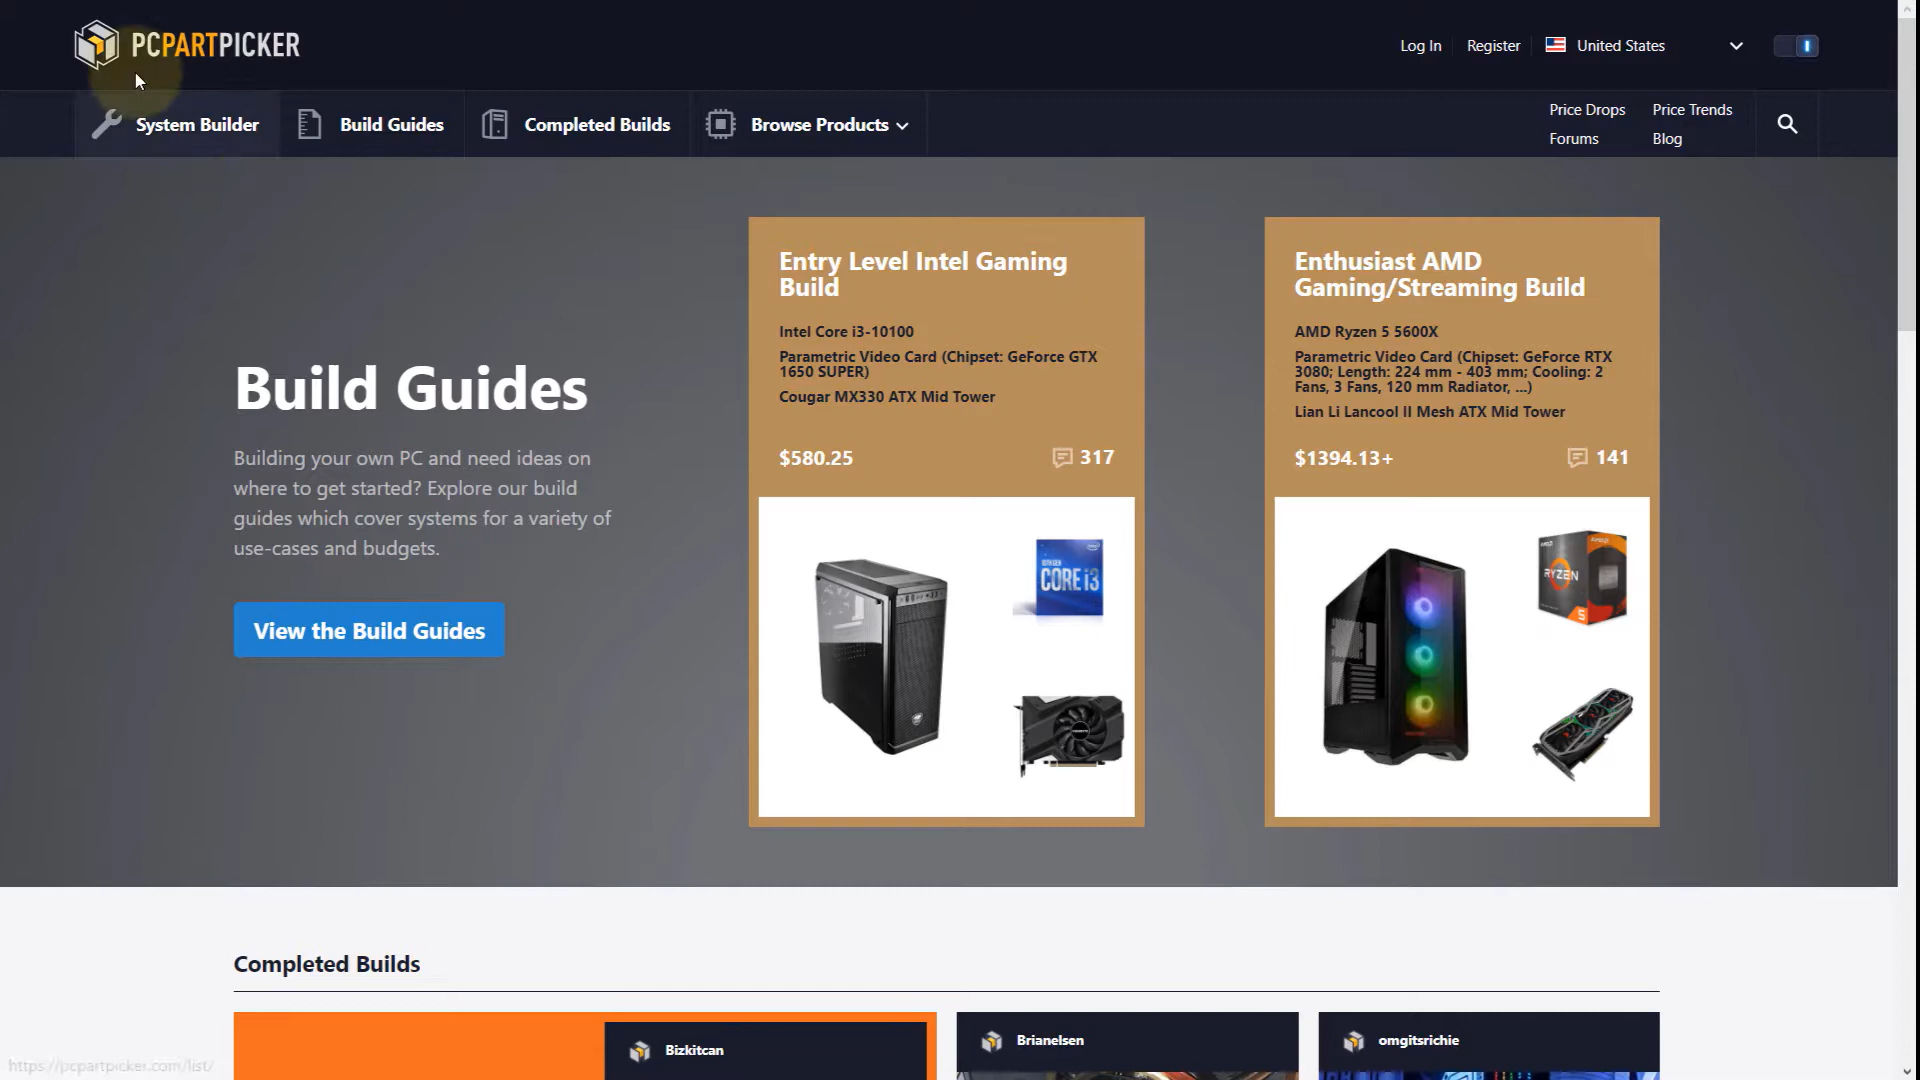 PCPARTPICKER
Log In
Register
United States
System Builder
Build Guides
Completed Builds
Browse Products
Price Drops
Price Trends
Forums
Blog
Build Guides
Building your own PC and need ideas on
where to get started? Explore our build
guides which cover systems for a variety of
use-cases and budgets.
View the Build Guides
Entry Level Intel Gaming
Build
Intel Core i3-10100
Parametric Video Card (Chipset: GeForce GTX
1650 SUPER)
Cougar MX330 ATX Mid Tower
$580.25
317
CORE i3
Enthusiast AMD
Gaming/Streaming Build
AMD Ryzen 5 5600X
Parametric Video Card (Chipset: GeForce RTX
3080; Length: 224 mm - 403 mm; Cooling: 2
Fans, 3 Fans, 120 mm Radiator, ...)
Lian Li Lancool II Mesh ATX Mid Tower
$1394.13+
141
RYZEN
5
Completed Builds
Bizkitcan
Brianelsen
omgitsrichie
https://pcpartpicker.com/list/